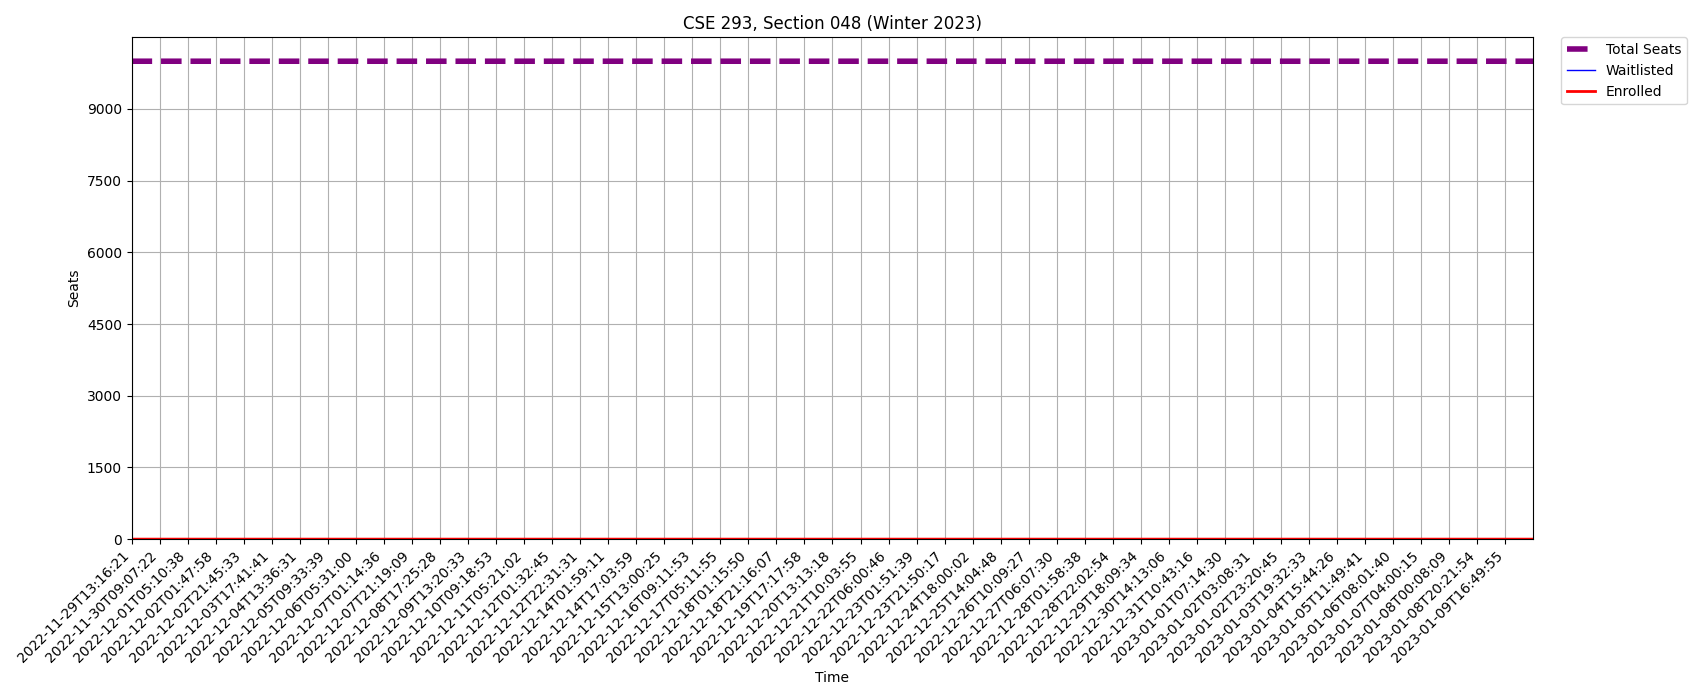 CSE 293, Section 048 (Winter 2023)
Total Seats
Waitlisted
Enrolled
9000
7500
6000
4500
3000
1500
0
Seats
2022-11-29T13:16:21
2022-11-30T09:07:22
2022-12-01T05:10:38
2022-12-02T01:47:58
2022-12-02T21:45:33
2022-12-03T17:41:41
2022-12-04T13:36:31
2022-12-05T09:33:39
2022-12-06T05:31:00
2022-12-07T01:14:36
2022-12-07T21:19:09
2022-12-08T17:25:28
2022-12-09T13:20:33
2022-12-10T09:18:53
2022-12-11T05:21:02
2022-12-12T01:32:45
2022-12-12T22:31:31
2022-12-14T01:59:11
2022-12-14T17:03:59
2022-12-15T13:00:25
2022-12-16T09:11:53
2022-12-17T05:11:55
2022-12-18T01:15:50
2022-12-18T21:16:07
2022-12-19T17:17:58
2022-12-20T13:13:18
2022-12-21T10:03:55
2022-12-22T06:00:46
2022-12-23T01:51:39
2022-12-23T21:50:17
2022-12-24T18:00:02
2022-12-25T14:04:48
2022-12-26T10:09:27
2022-12-27T06:07:30
2022-12-28T01:58:38
2022-12-28T22:02:54
2022-12-29T18:09:34
2022-12-30T14:13:06
2022-12-31T10:43:16
2023-01-01T07:14:30
2023-01-02T03:08:31
2023-01-02T23:20:45
2023-01-03T19:32:33
2023-01-04T15:44:26
2023-01-05T11:49:41
2023-01-06T08:01:40
2023-01-07T04:00:15
2023-01-08T00:08:09
2023-01-08T20:21:54
2023-01-09T16:49:55
Time